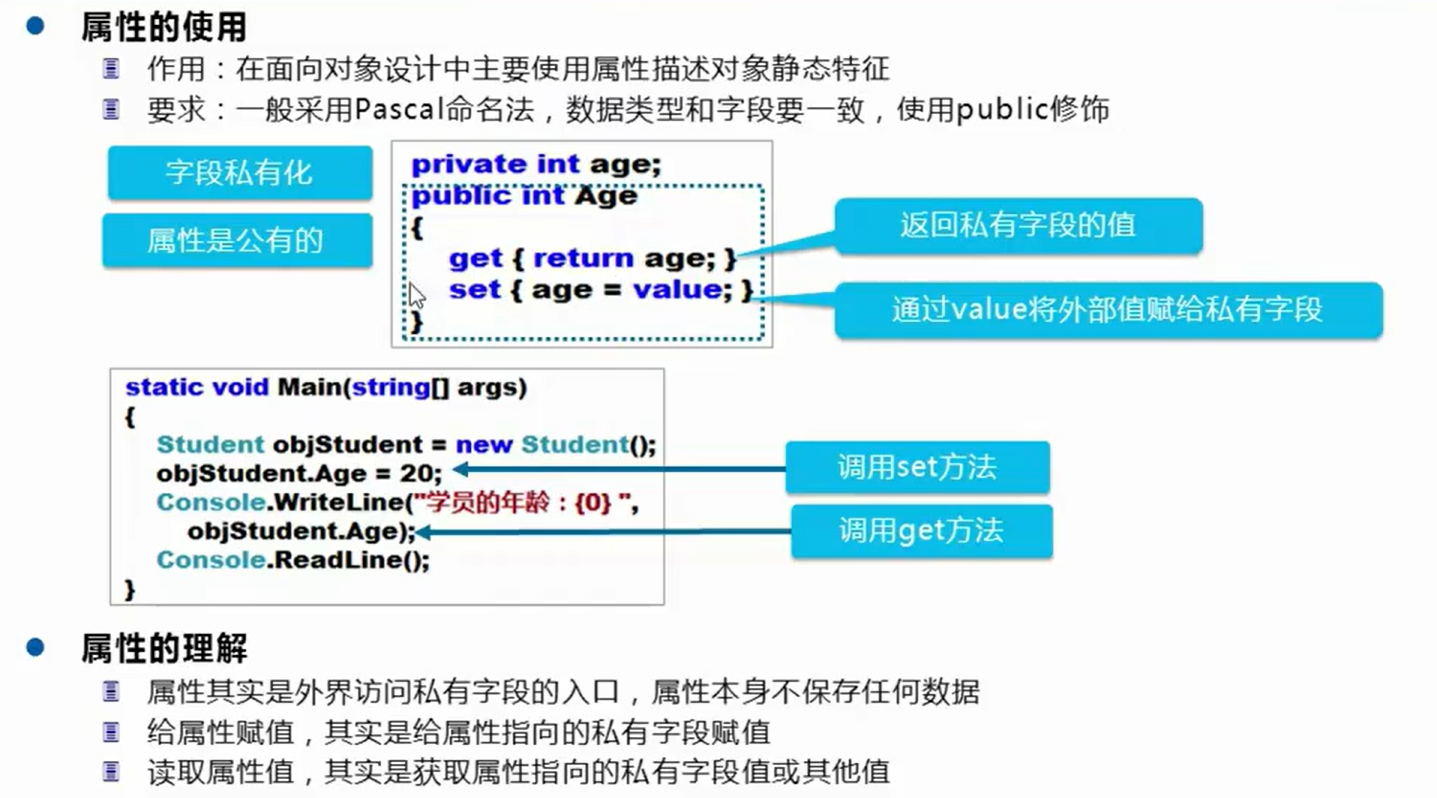 属性的使用
作用：在面向对象设计中主要使用属性描述对象静态特征
要求：一般采用Pascal命名法，数据类型和字段要一致，使用public修饰
字段私有化
属性是公有的
private int age;
public int Age
{
get { return age; }
set { age = value; }
}
返回私有字段的值
通过value将外部值赋给私有字段
static void Main(string[] args)
{
Student objStudent = new Student();
objStudent.Age = 20;
Console.WriteLine("学员的年龄：{0} ",
objStudent.Age);
Console.ReadLine();
}
调用set方法
调用get方法
属性的理解
属性其实是外界访问私有字段的入口，属性本身不保存任何数据
给属性赋值，其实是给属性指向的私有字段赋值
读取属性值，其实是获取属性指向的私有字段值或其他值